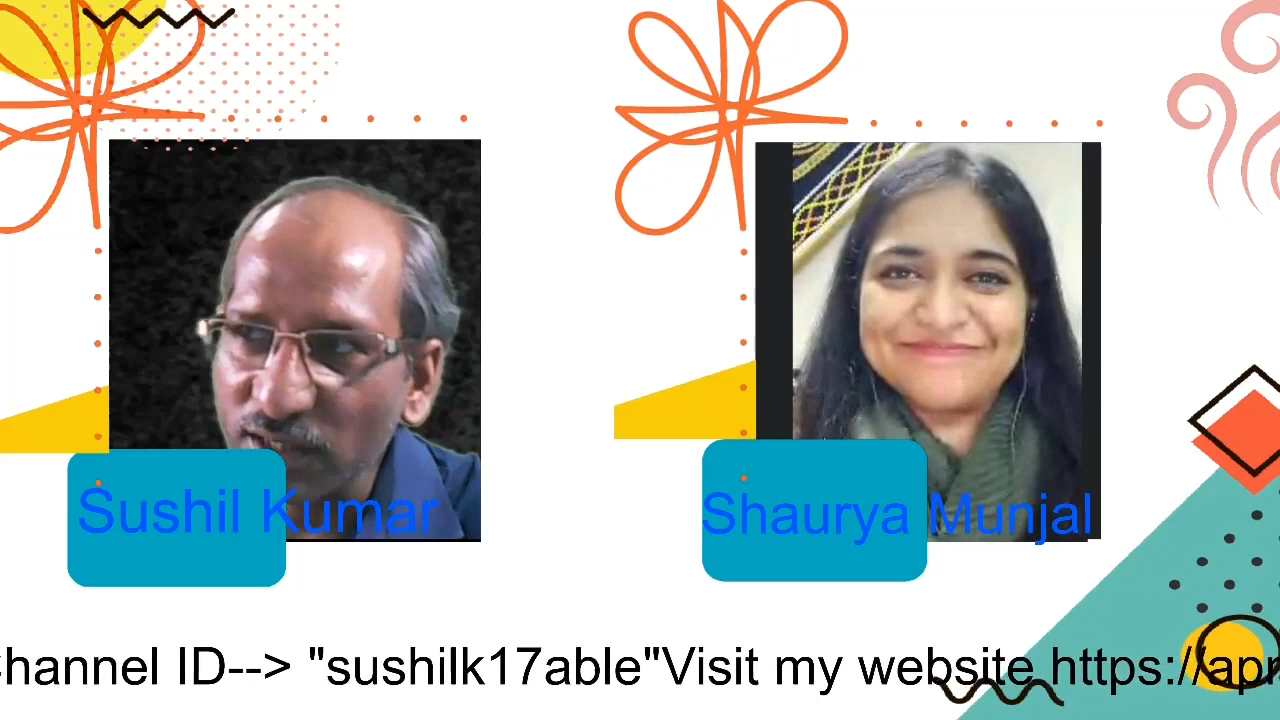 Sushil Kumar
Shaurya Munjal
channel ID--> "sushilk17able"Visit my website https://apr